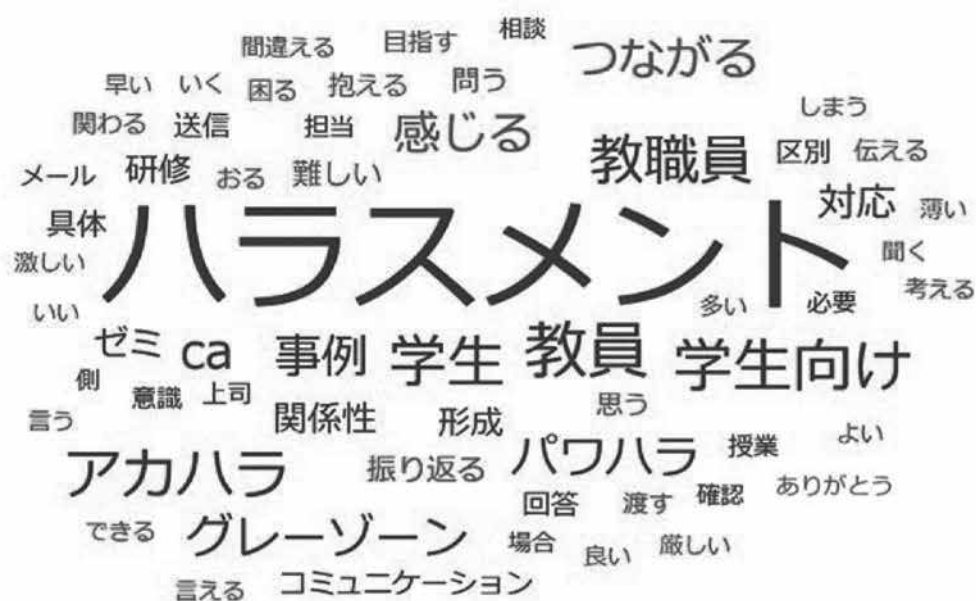 間違える 目指す 相談 つながる
早い いく 困る 抱える 問う
関わる 送信 担当 感じる しまう
メール 研修 おる 難しい 教職員 区別 伝える
具体 ハラスメント 対応 薄い
激しい 聞く
いい 多い 必要 考える
ゼミ ca 事例 学生 教員 学生向け
側 意識 上司
言う 関係性 形成 思う
アカハラ 振り返る パワハラ 授業 よい
回答 渡す 確認 ありがとう
できる グレーゾーン 場合 良い 厳しい
言える コミュニケーション